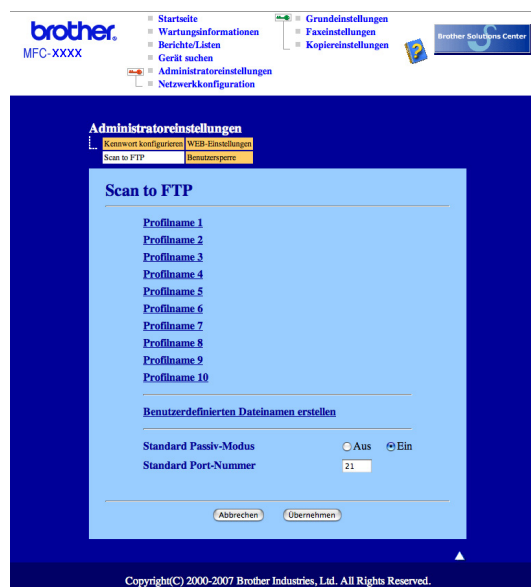 brother®
MFC-XXXX
Startseite
Wartungsinformationen
Berichte/Listen
Gerät suchen
Administratoreinstellungen
Netzwerkkonfiguration
Grundeinstellungen
Faxeinstellungen
Kopiereinstellungen
Brother Solutions Center
Administratoreinstellungen
Kennwort konfigurieren WEB-Einstellungen
Scan to FTP Benutzersperre
Scan to FTP
Profilname 1
Profilname 2
Profilname 3
Profilname 4
Profilname 5
Profilname 6
Profilname 7
Profilname 8
Profilname 9
Profilname 10
Benutzerdefinierten Dateinamen erstellen
Standard Passiv-Modus Aus Ein
Standard Port-Nummer 21
Abbrechen Übernehmen
Copyright(C) 2000-2007 Brother Industries, Ltd. All Rights Reserved.